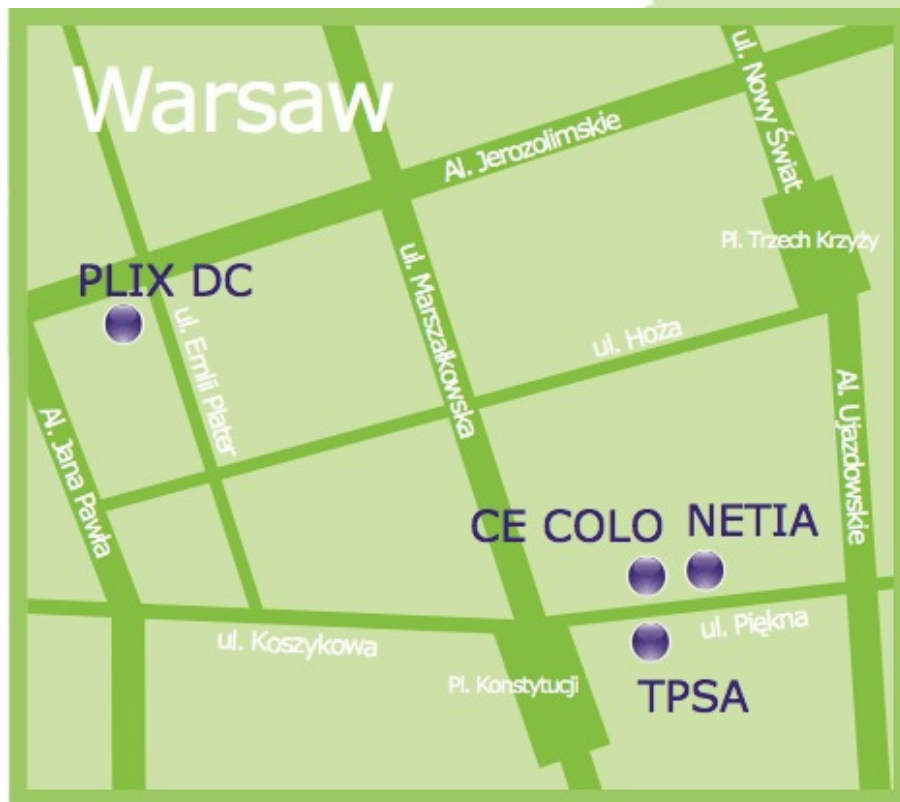 Warsaw
ul. Nowy Świat
Al. Jerozolimskie
Pl. Trzech Krzyży
PLIX DC
ul. Marszałkowska
ul. Emlii Plater
ul. Hoża
Al. Jana Pawła
Al. Ujazdowskie
CE COLO
NETIA
ul. Koszykowa
ul. Piękna
Pl. Konstytucji
TPSA